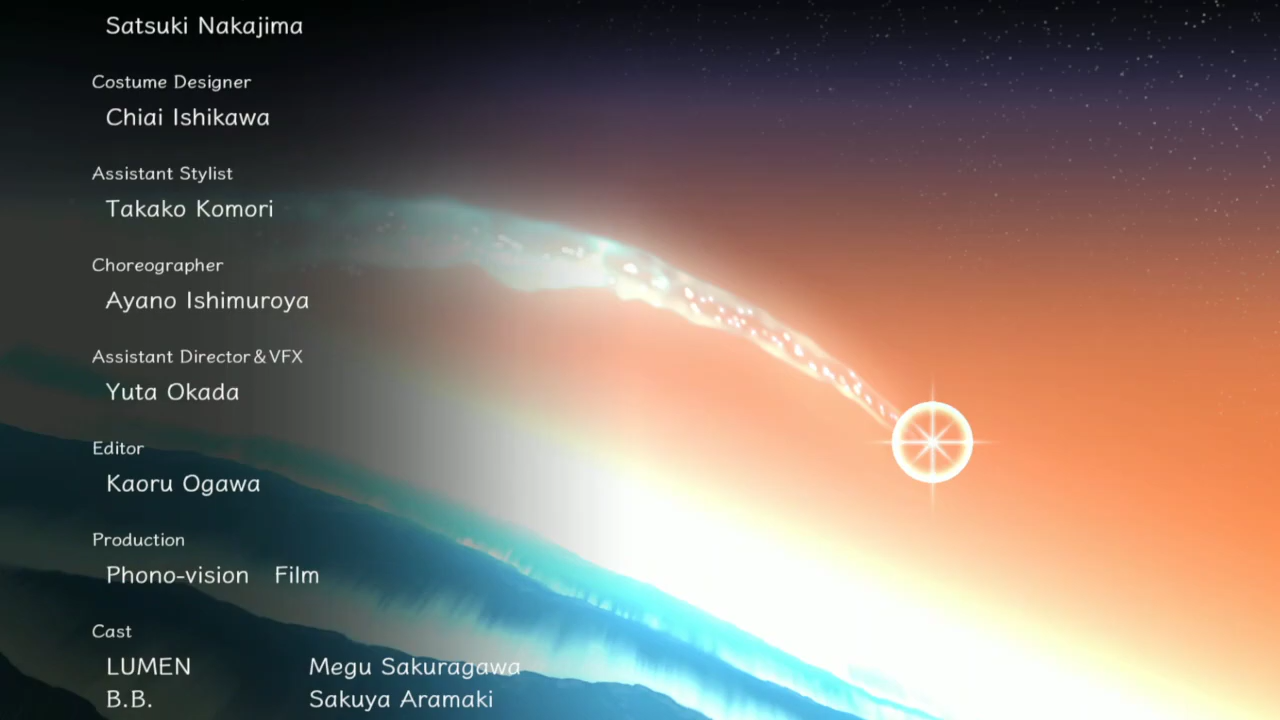 Satsuki Nakajima
Costume Designer
Chiai Ishikawa
Assistant Stylist
Takako Komori
Choreographer
Ayano Ishimuroya
Assistant Director & VFX
Yuta Okada
Editor
Kaoru Ogawa
Production
Phono-vision Film
Cast
LUMEN Megu Sakuragawa
B.B. Sakuya Aramaki